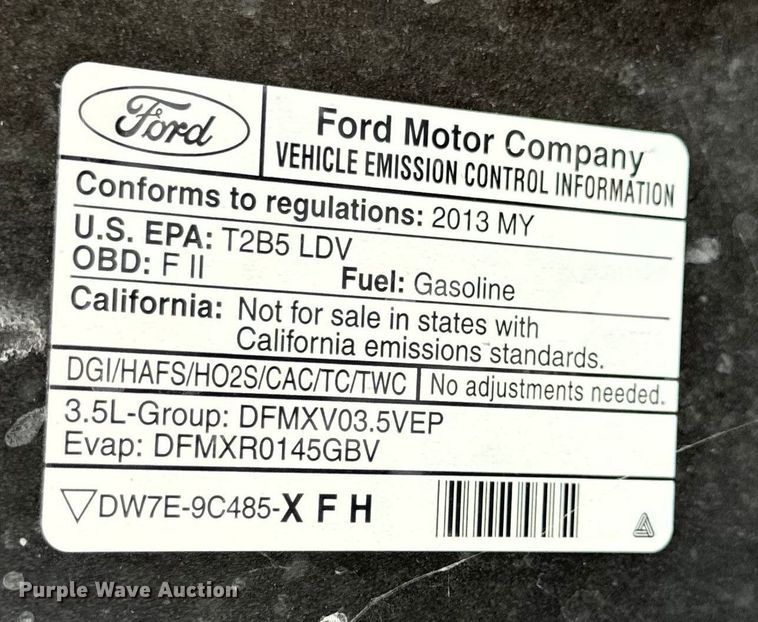 Ford
Ford Motor Company
VEHICLE EMISSION CONTROL INFORMATION
Conforms to regulations: 2013 MY
U.S. EPA: T2B5 LDV
OBD: F II Fuel: Gasoline
California: Not for sale in states with
California emissions standards.
DGI/HAFS/HO2S/CAC/TC/TWC No adjustments needed.
3.5L-Group: DFMXV03.5VEP
Evap: DFMXR0145GBV
DW7E-9C485-X F H
Purple Wave Auction